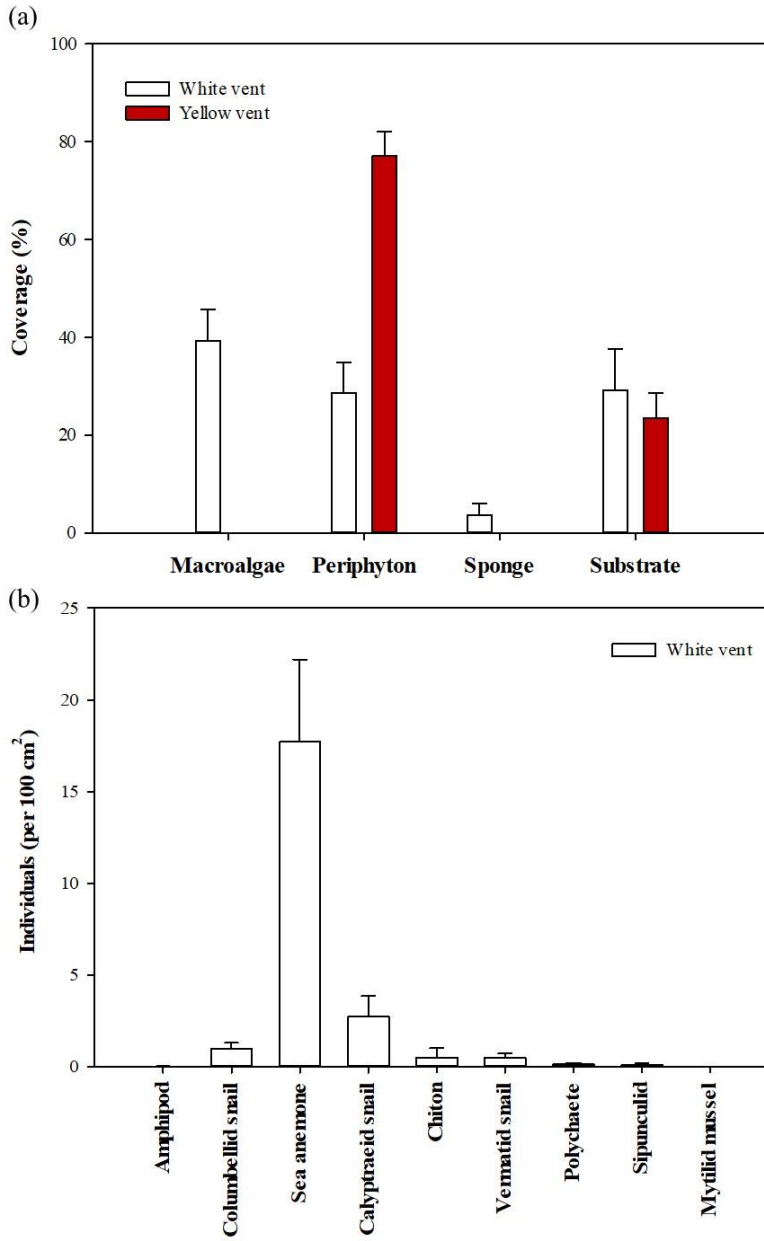 (a)
100
80
60
40
20
0
Coverage (%)
White vent
Yellow vent
Macroalgae Periphyton Sponge Substrate
(b)
25
20
15
10
5
0
Individuals (per 100 cm²)
White vent
Amphipod
Columbellid snail
Sea anemone
Calyptraeid snail
Chiton
Vermatid snail
Polychaete
Sipunculid
Mytilid mussel